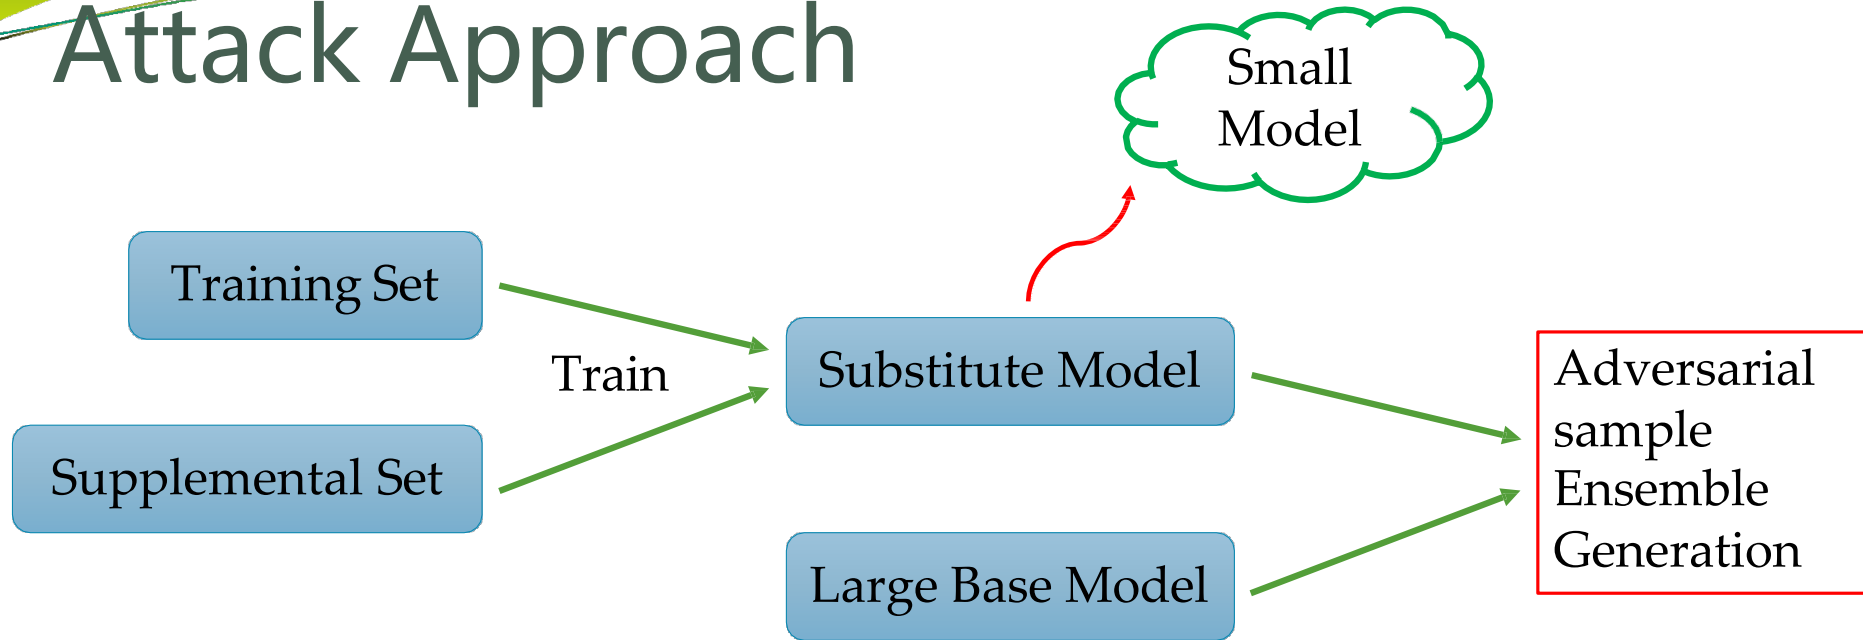 Attack Approach
Small
Model
Training Set
Train
Supplemental Set
Substitute Model
Large Base Model
Adversarial
sample
Ensemble
Generation